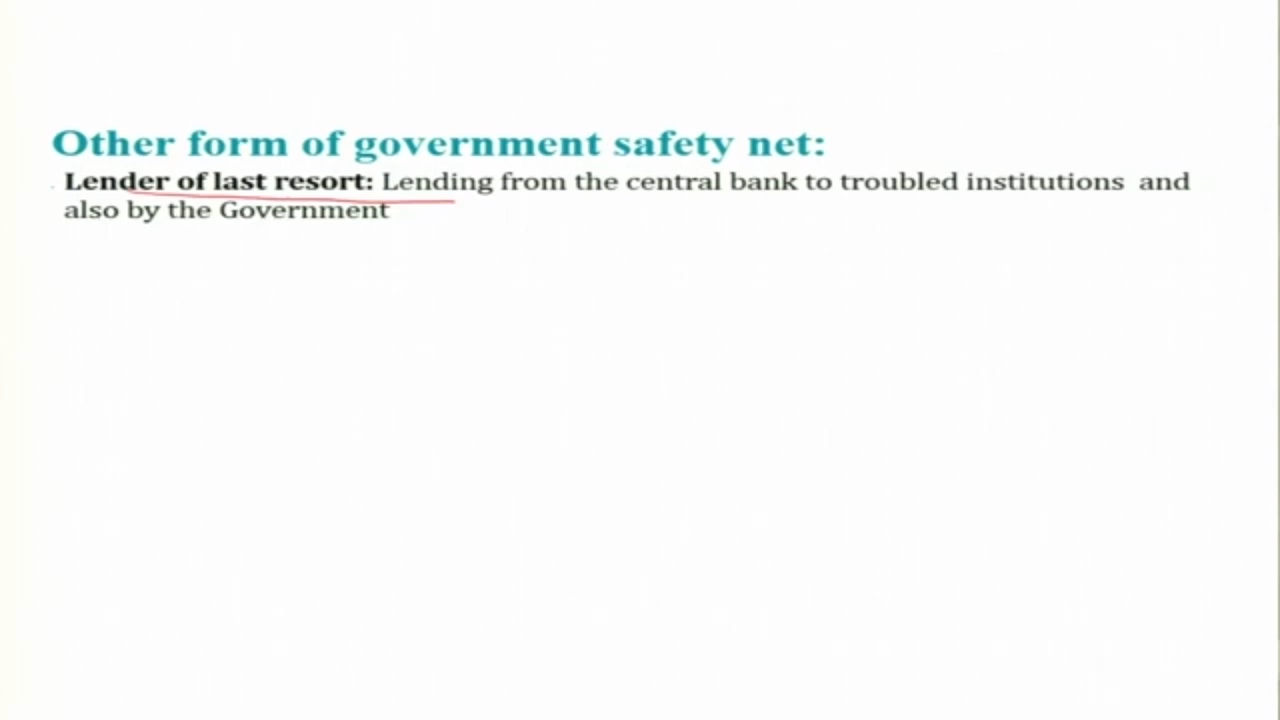 Other form of government safety net:
Lender of last resort: Lending from the central bank to troubled institutions and
also by the Government